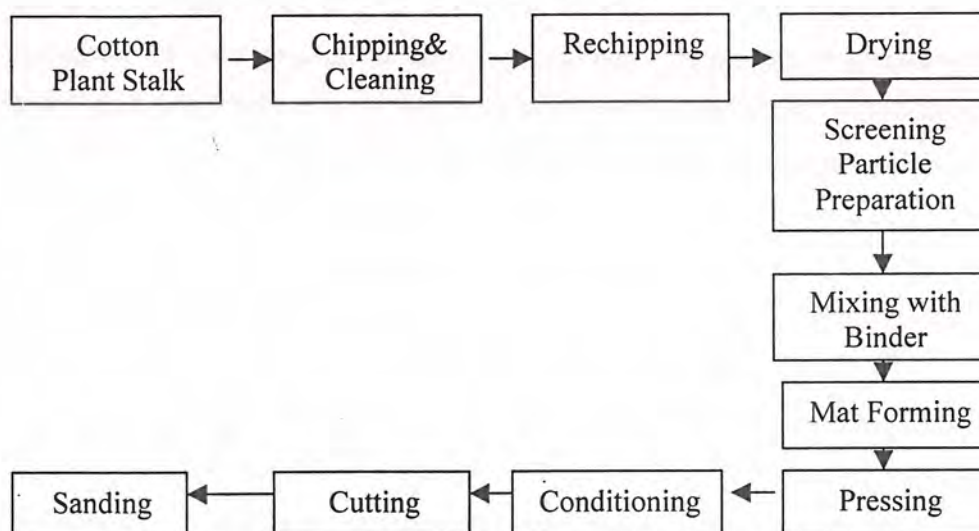 Cotton
Plant Stalk
Chipping&
Cleaning
Rechipping
Drying
Screening
Particle
Preparation
Mixing with
Binder
Mat Forming
Pressing
Conditioning
Cutting
Sanding